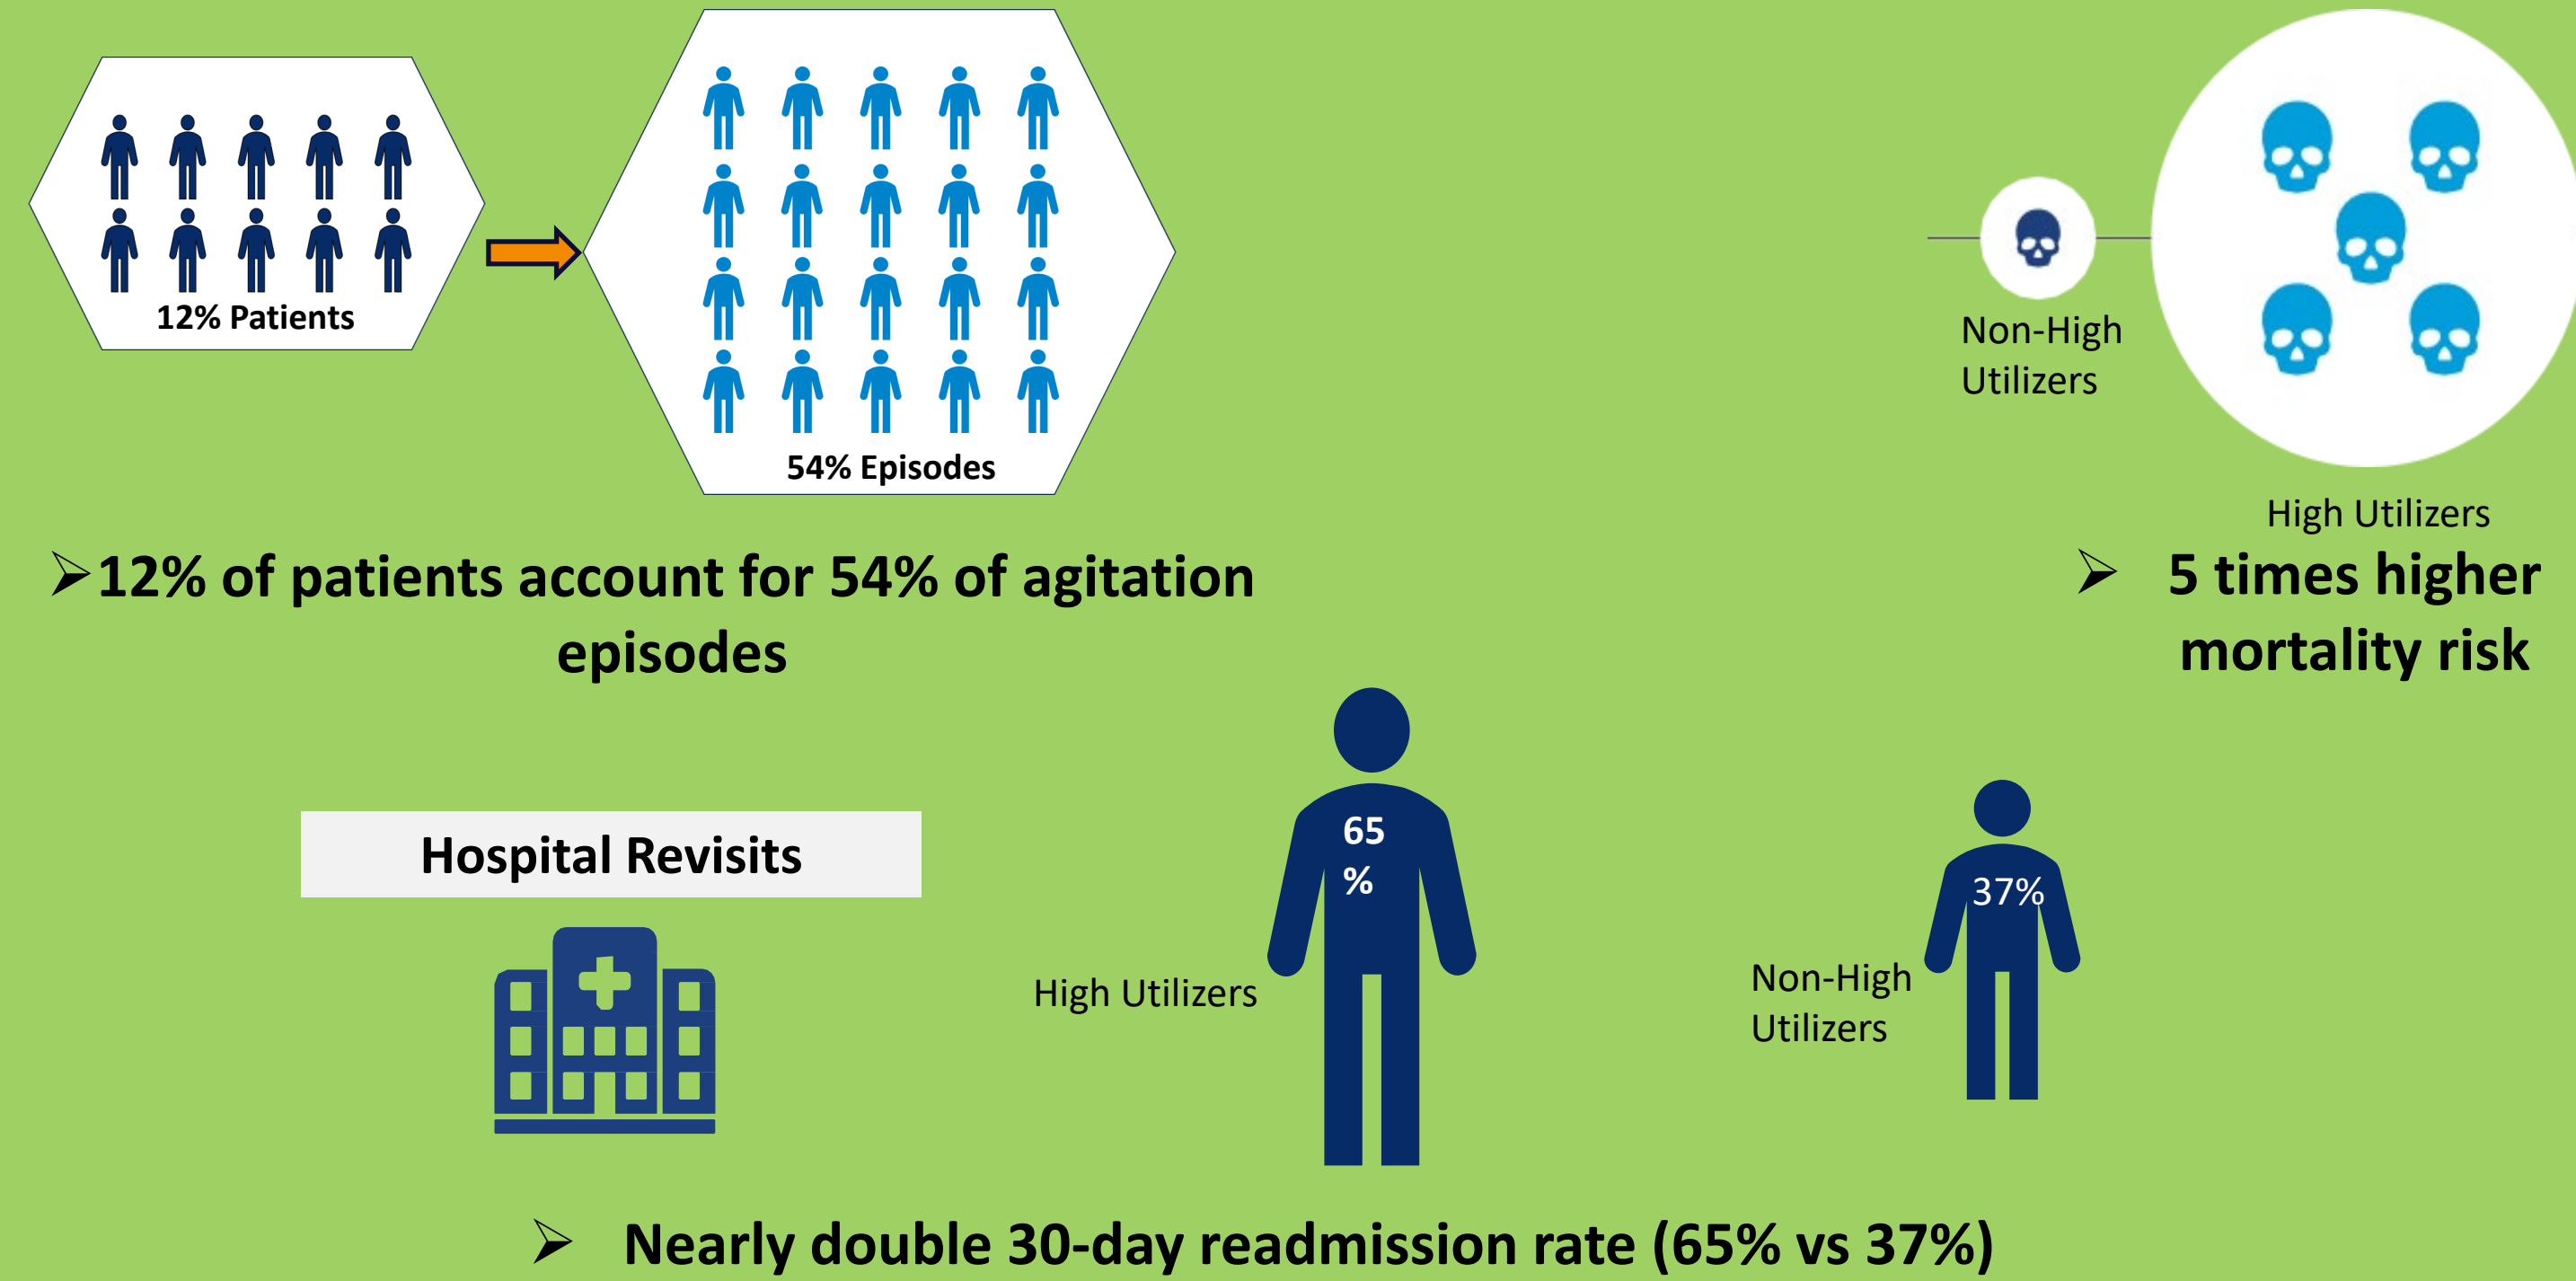 12% Patients
54% Episodes
➢12% of patients account for 54% of agitation
episodes
Non-High
Utilizers
High Utilizers
➢ 5 times higher
mortality risk
Hospital Revisits
High Utilizers
65
%
Non-High
Utilizers
37%
➢ Nearly double 30-day readmission rate (65% vs 37%)